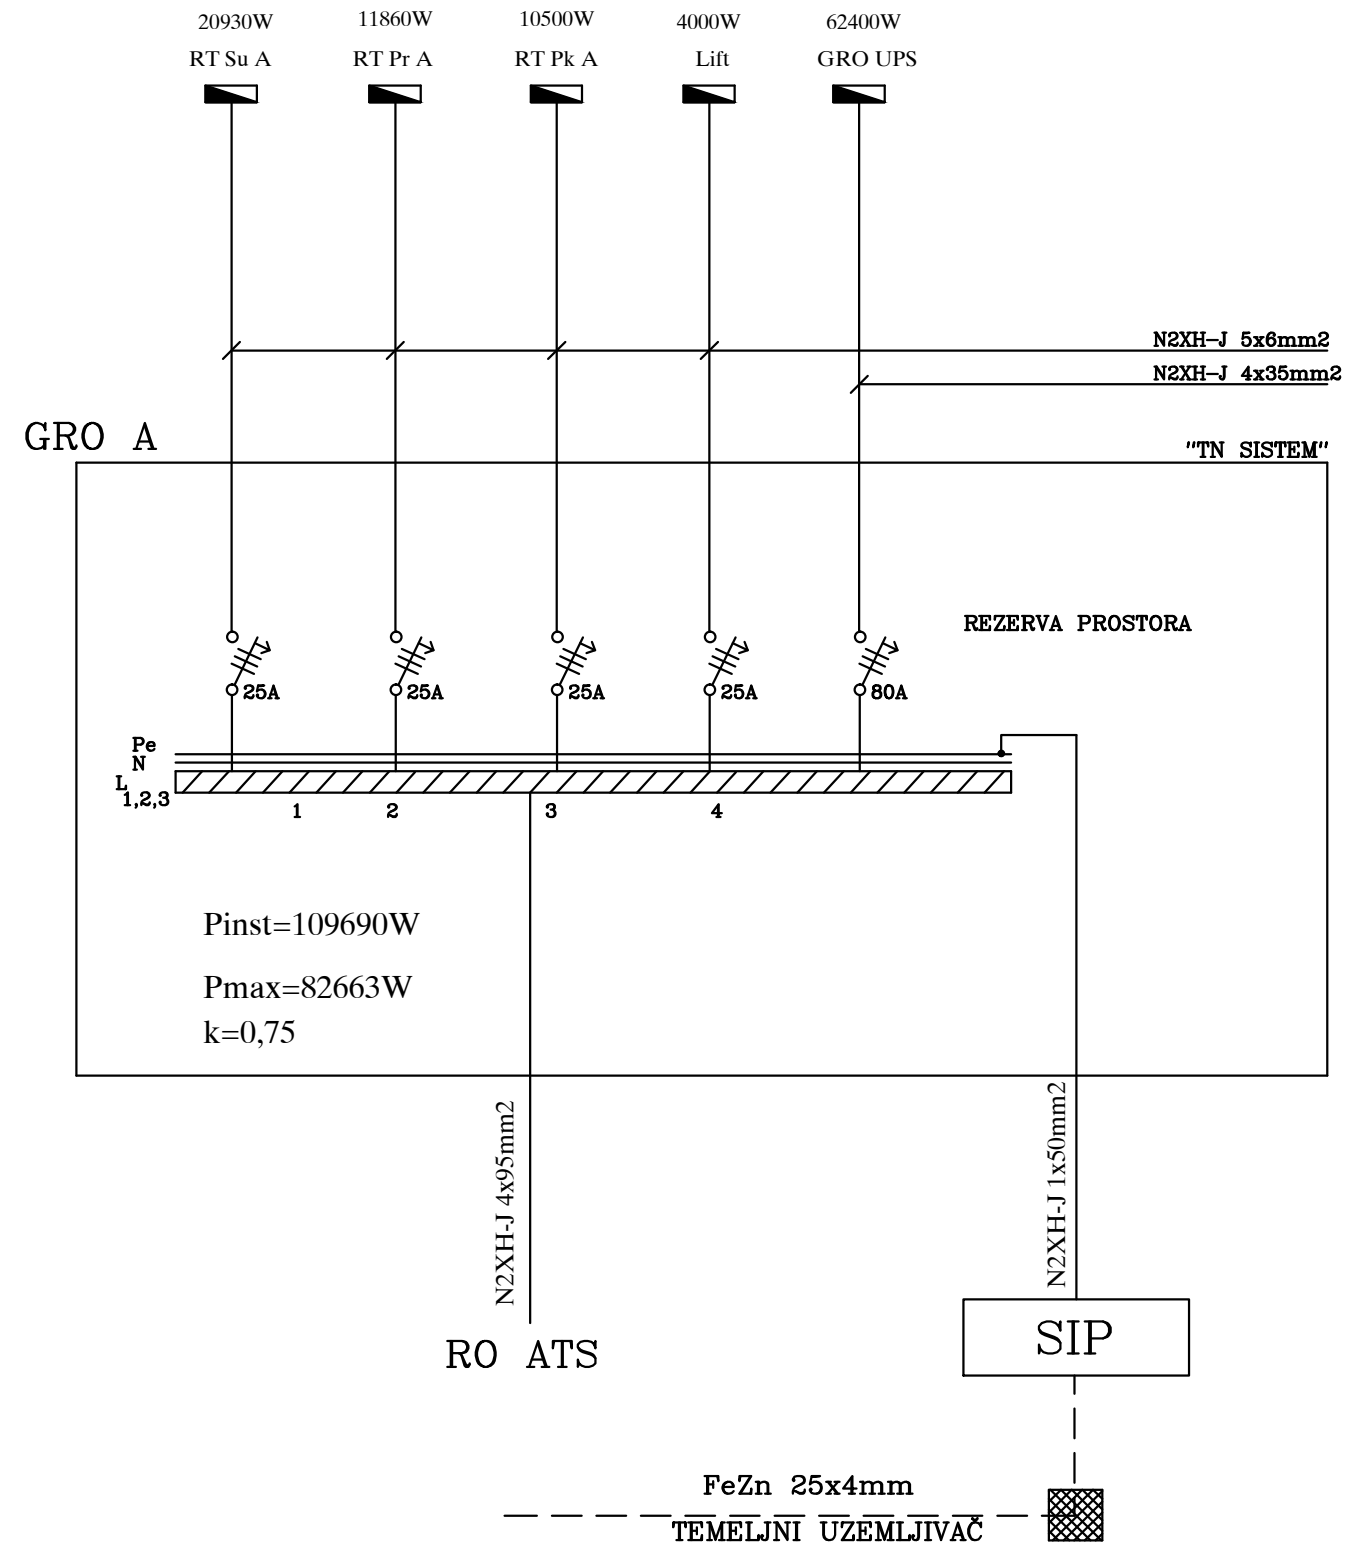 20930W 11860W 10500W 4000W 62400W
RT Su A RT Pr A RT Pk A Lift GRO UPS
N2XH-J 5x6mm2
N2XH-J 4x35mm2
GRO A
"TN SISTEM"
REZERVA PROSTORA
25A 25A 25A 25A 80A
Pe
N
L 1,2,3
1 2 3 4
Pinst=109690W
Pmax=82663W
k=0,75
N2XH-J 4x95mm2
N2XH-J 1x50mm2
SIP
RO ATS
FeZn 25x4mm
TEMELJNI UZEMLJIVAČ